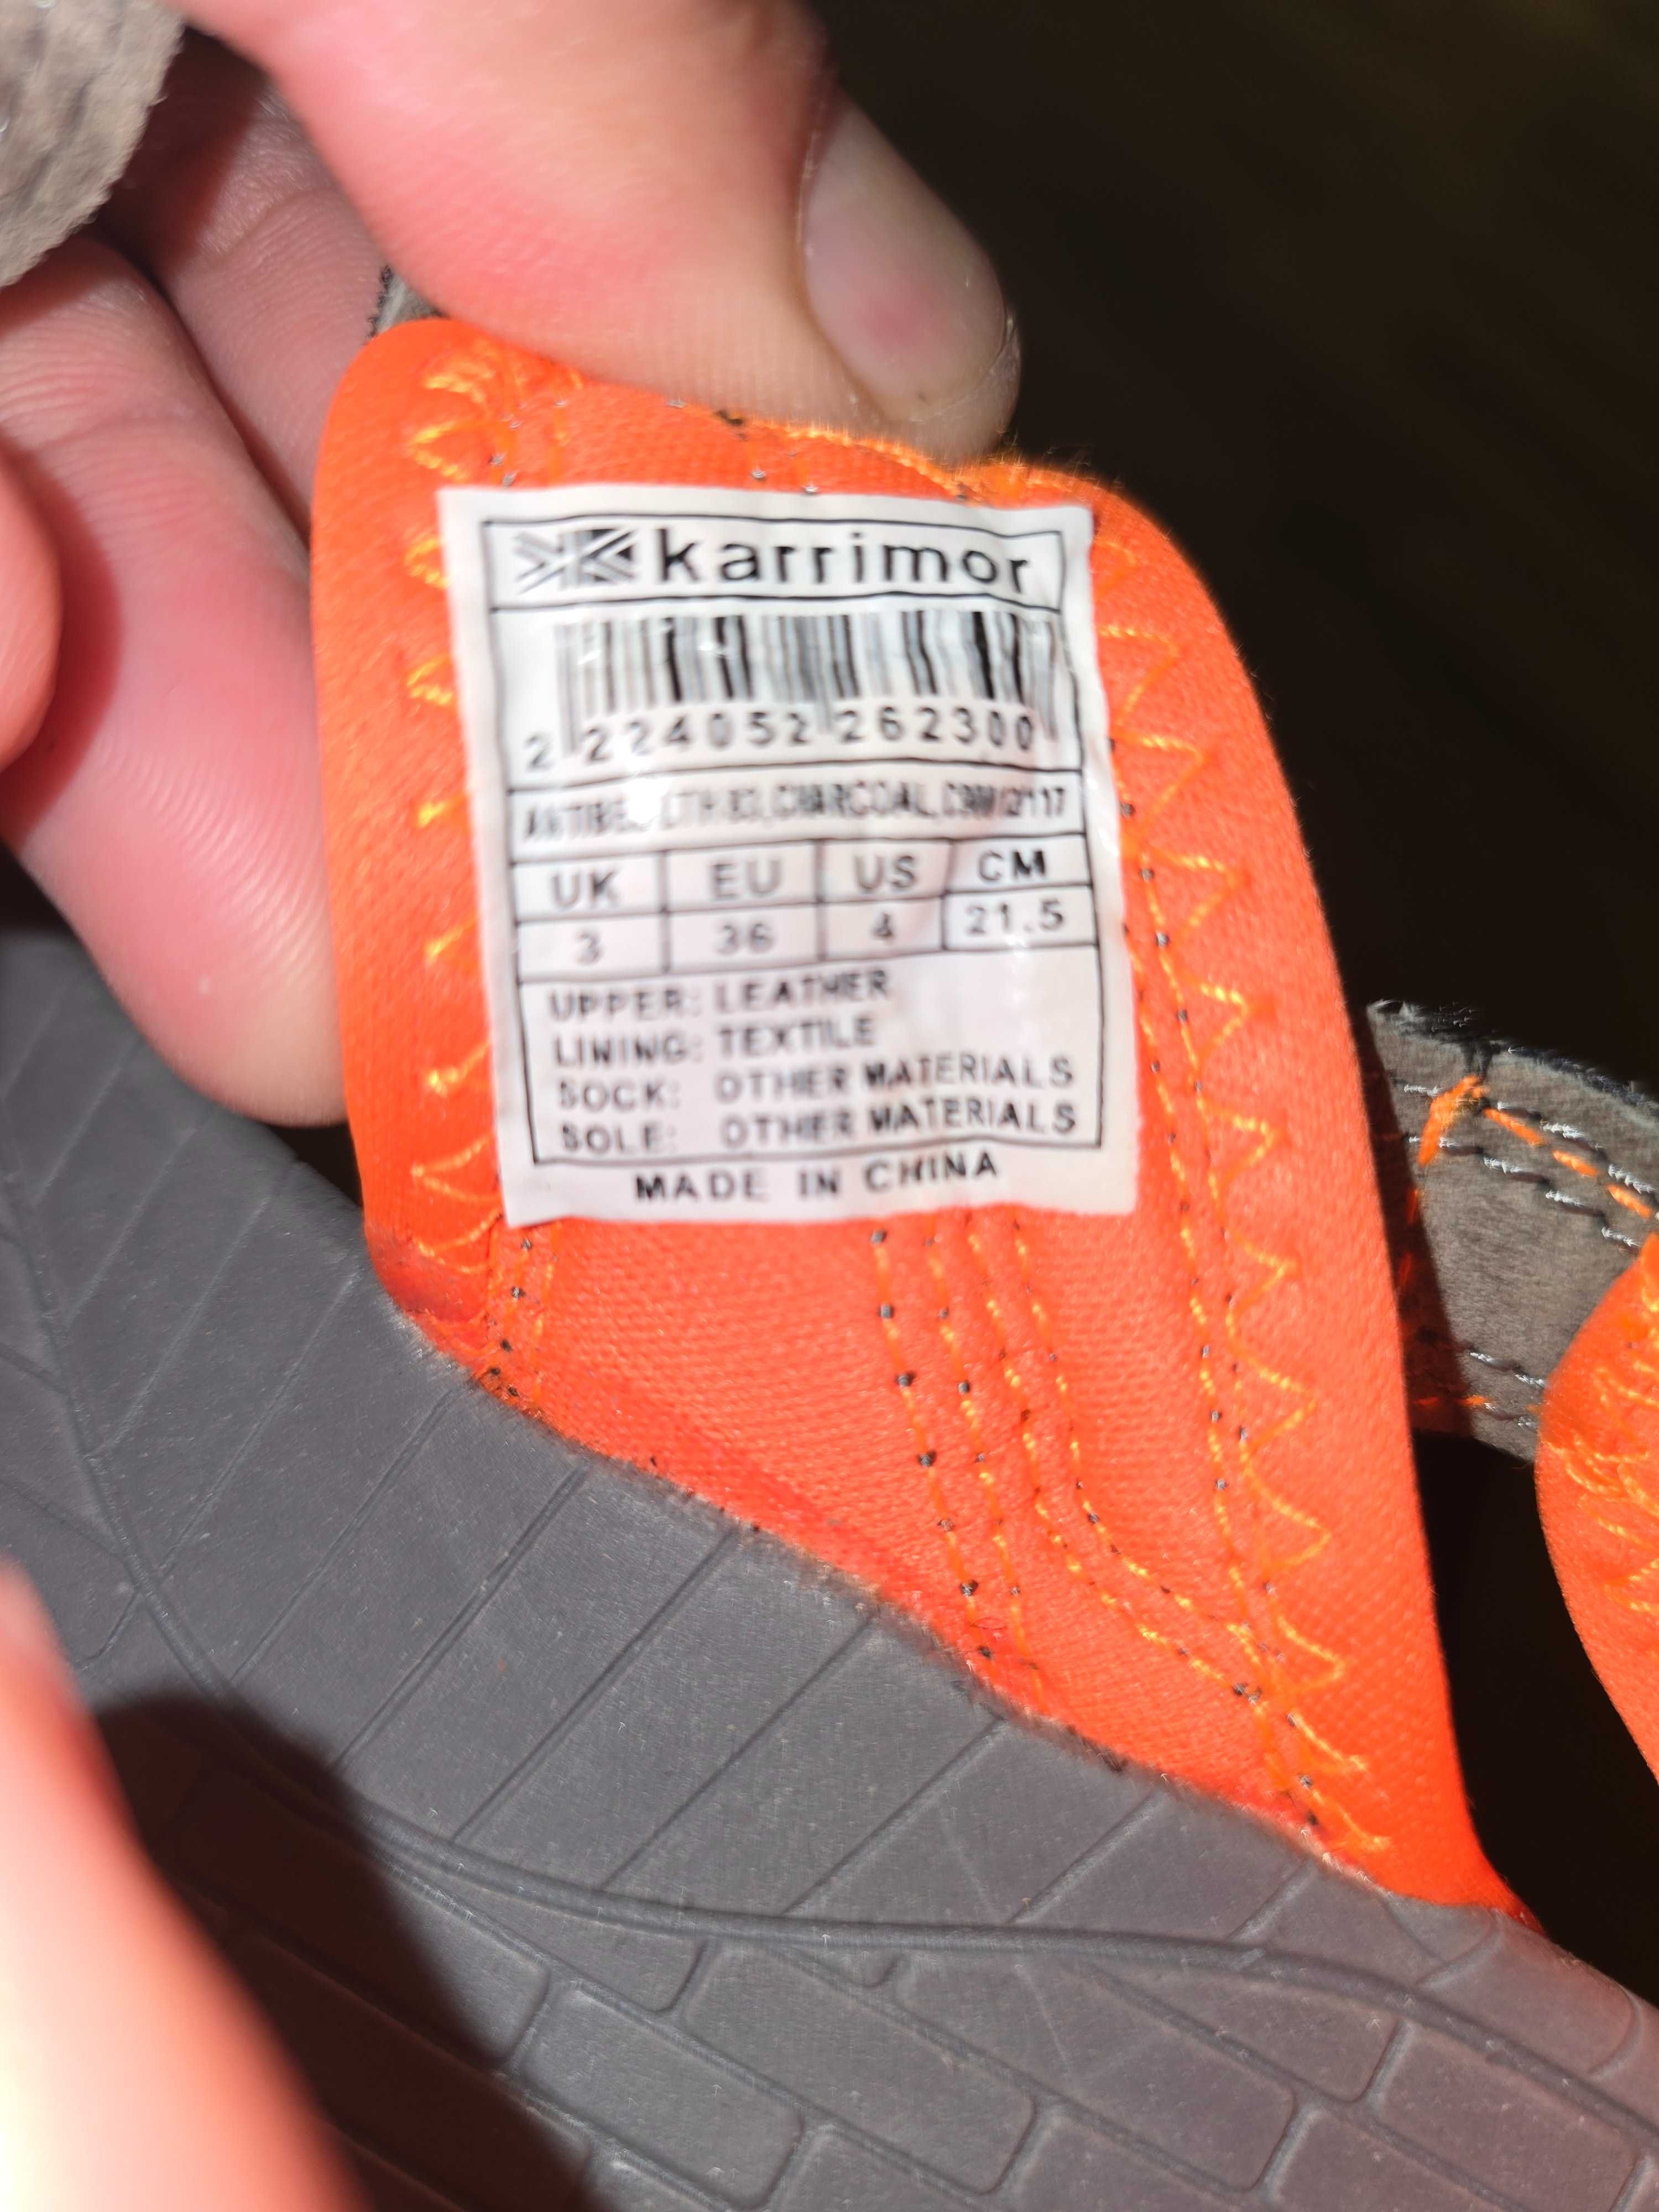 karrimor
2 224052 262300
CHARCOAL,
UK EU US CM
3 36 4 21.5
UPPER: LEATHER
LINING: TEXTILE
SOCK: OTHER MATERIALS
SOLE: OTHER MATERIALS
MADE IN CHINA